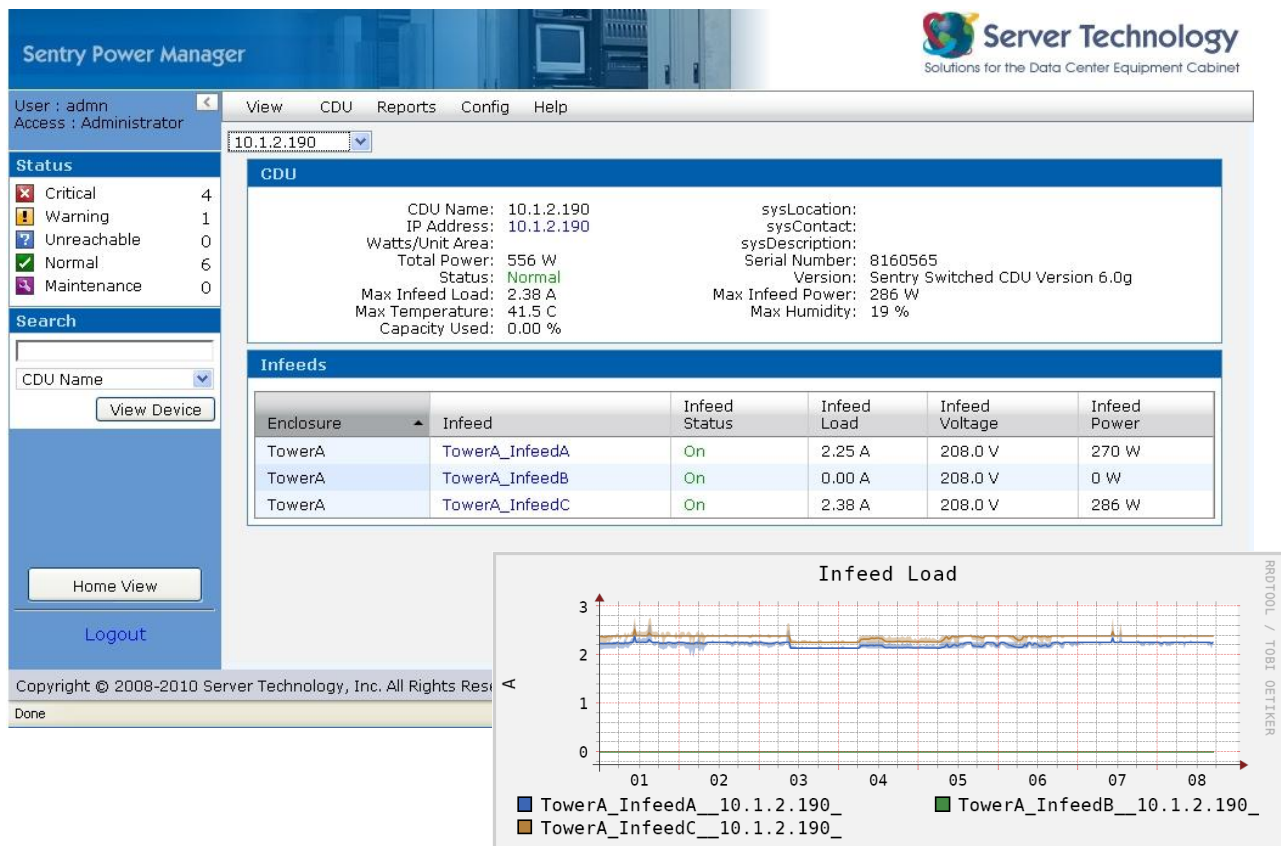 Sentry Power Manager
Server Technology
Solutions for the Data Center Equipment Cabinet
User : admn
Access : Administrator
<
View CDU Reports Config Help
10.1.2.190
Status
Critical 4
Warning 1
Unreachable 0
Normal 6
Maintenance 0
Search
CDU Name
View Device
Home View
Logout
CDU
CDU Name: 10.1.2.190
IP Address: 10.1.2.190
Watts/Unit Area:
Total Power: 556 W
Status: Normal
Max Infeed Load: 2.38 A
Max Temperature: 41.5 C
Capacity Used: 0.00 %
sysLocation:
sysContact:
sysDescription:
Serial Number: 8160565
Version: Sentry Switched CDU Version 6.0g
Max Infeed Power: 286 W
Max Humidity: 19 %
Infeeds
Enclosure Infeed Infeed Status Infeed Load Infeed Voltage Infeed Power
TowerA TowerA_InfeedA On 2.25 A 208.0 V 270 W
TowerA TowerA_InfeedB On 0.00 A 208.0 V 0 W
TowerA TowerA_InfeedC On 2.38 A 208.0 V 286 W
Copyright © 2008-2010 Server Technology, Inc. All Rights Rese
Done
Infeed Load
3
2
1
0
A
01 02 03 04 05 06 07 08
TowerA_InfeedA__10.1.2.190_ TowerA_InfeedB__10.1.2.190_
TowerA_InfeedC__10.1.2.190_
RRDTOOL / TOBI OETIKER